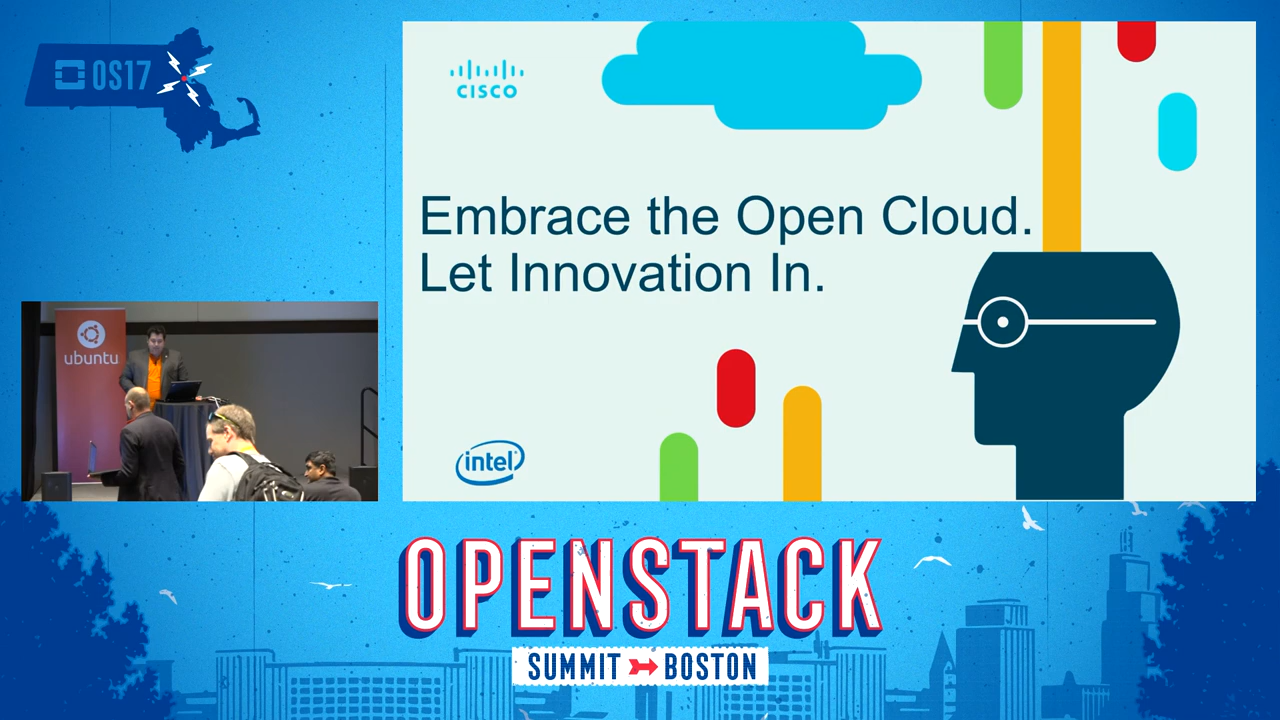 OS17
CISCO
Embrace the Open Cloud.
Let Innovation In.
ubuntu
intel
OPENSTACK
SUMMIT BOSTON